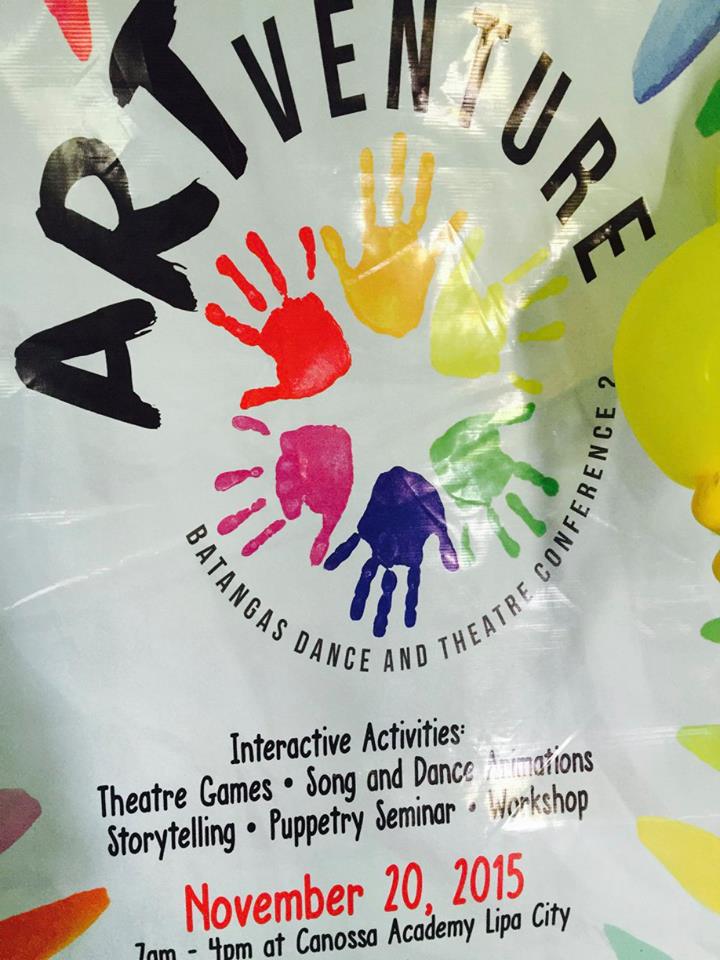 ARTVENTURE
BATANGAS DANCE AND THEATRE CONFERENCE 2
Interactive Activities:
Theatre Games • Song and Dance Animations
Storytelling • Puppetry Seminar • Workshop
November 20, 2015
7am - 4pm at Canossa Academy Lipa City